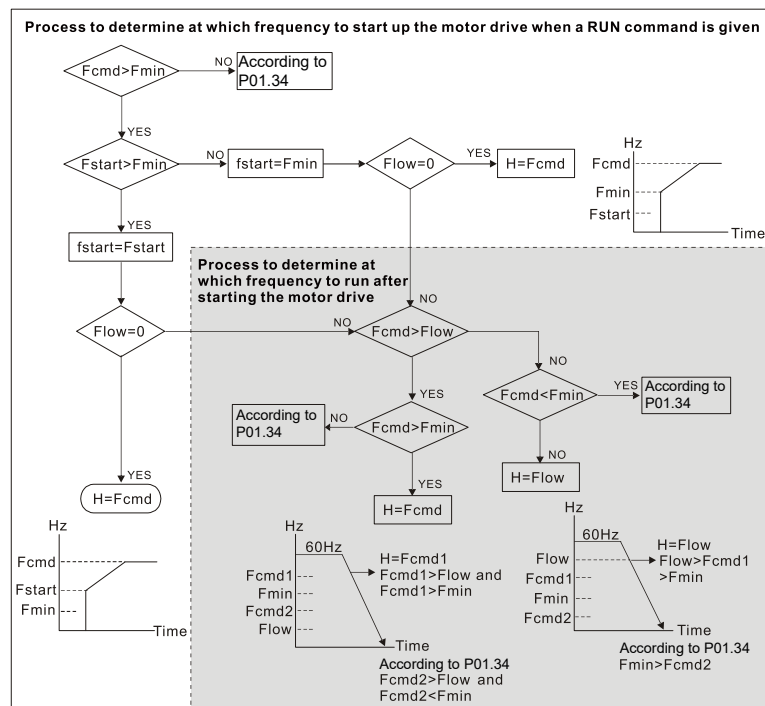 Process to determine at which frequency to start up the motor drive when a RUN command is given
Fcmd>Fmin
NO
According to
P01.34
YES
Fstart>Fmin
NO
fstart=Fmin
Flow=0
YES
H=Fcmd
Hz
Fcmd
Fmin
Fstart
Time
YES
fstart=Fstart
Process to determine at
which frequency to run after
starting the motor drive
NO
Flow=0
NO
Fcmd>Flow
NO
YES
Fcmd<Fmin
YES
According to
P01.34
According to
P01.34
NO
Fcmd>Fmin
NO
H=Flow
YES
H=Fcmd
YES
H=Fcmd
Hz
Fcmd
Fstart
Fmin
Time
Hz
60Hz
Fcmd1
Fmin
Fcmd2
Flow
H=Fcmd1
Fcmd1>Flow and
Fcmd1>Fmin
Time
According to P01.34
Fcmd2>Flow and
Fcmd2<Fmin
Hz
60Hz
Flow
Fcmd1
Fmin
Fcmd2
H=Flow
Flow>Fcmd1
>Fmin
Time
According to P01.34
Fmin>Fcmd2